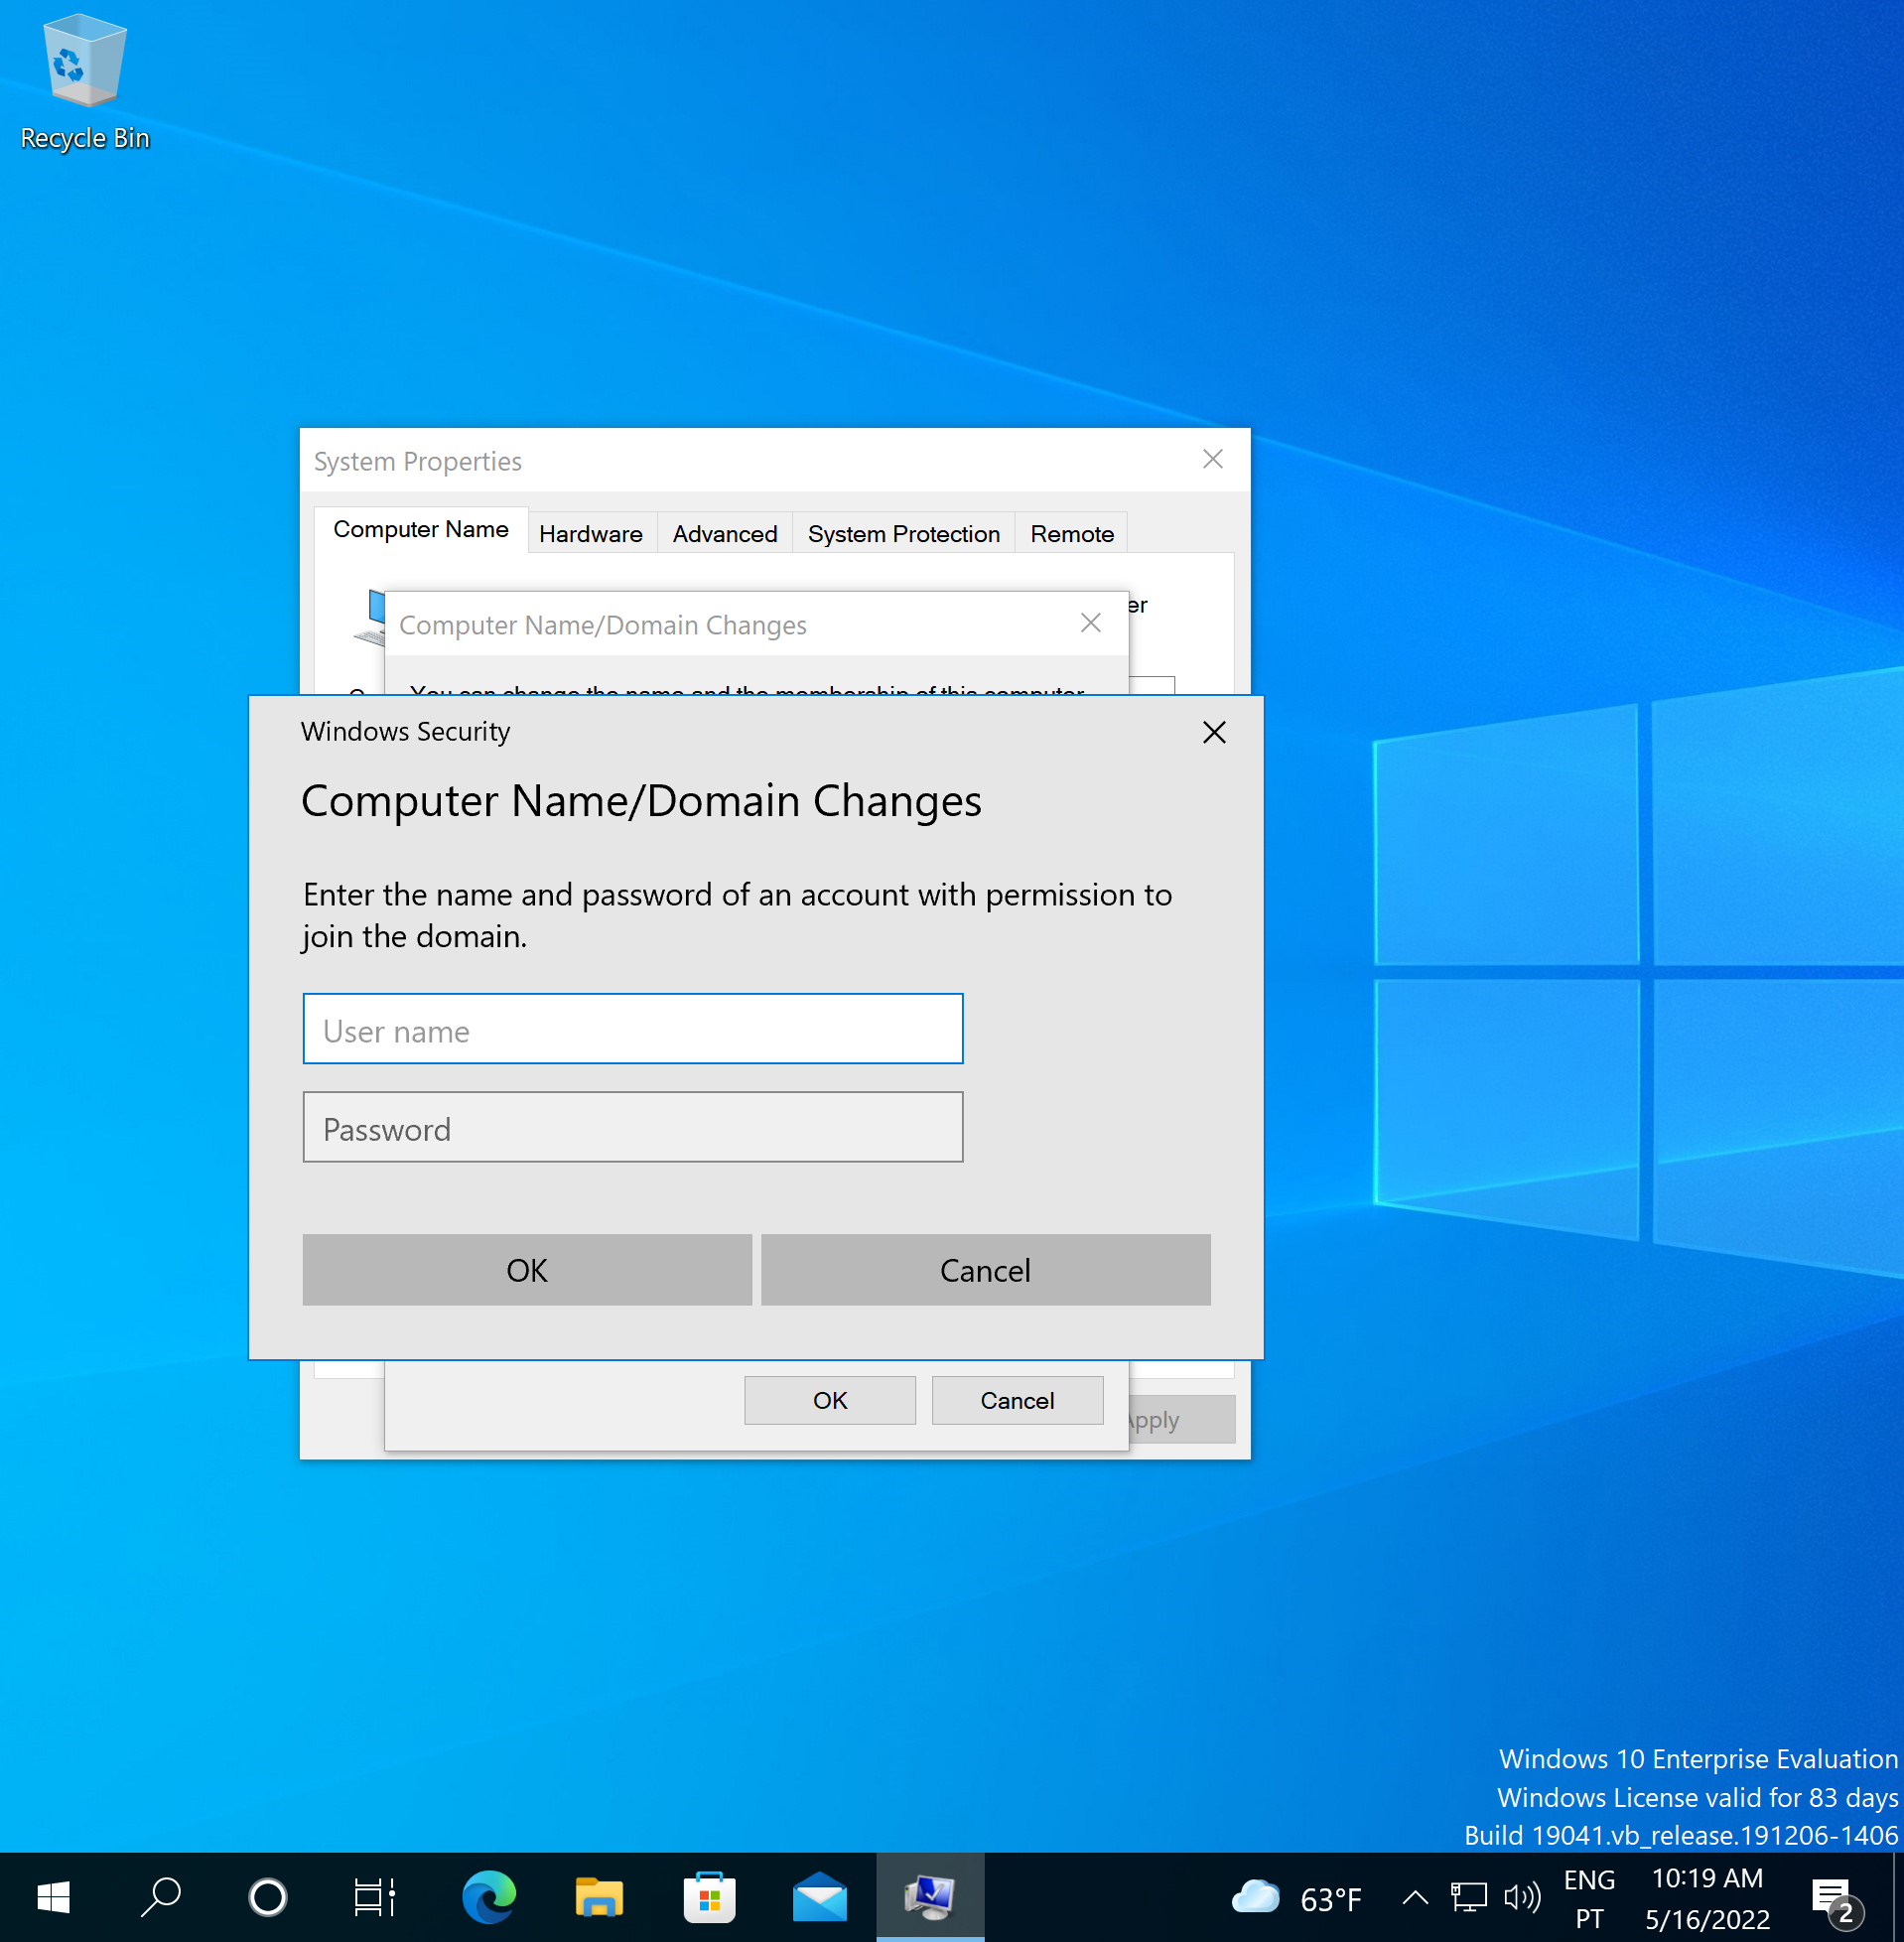 Recycle Bin
System Properties
Computer Name
Hardware
Advanced
System Protection
Remote
Computer Name/Domain Changes
You can change the name and the membership of this computer
Windows Security
Computer Name/Domain Changes
Enter the name and password of an account with permission to
join the domain.
User name
Password
OK
Cancel
OK
Cancel
Apply
Windows 10 Enterprise Evaluation
Windows License valid for 83 days
Build 19041.vb_release.191206-1406
63°F
ENG
PT
10:19 AM
5/16/2022
2